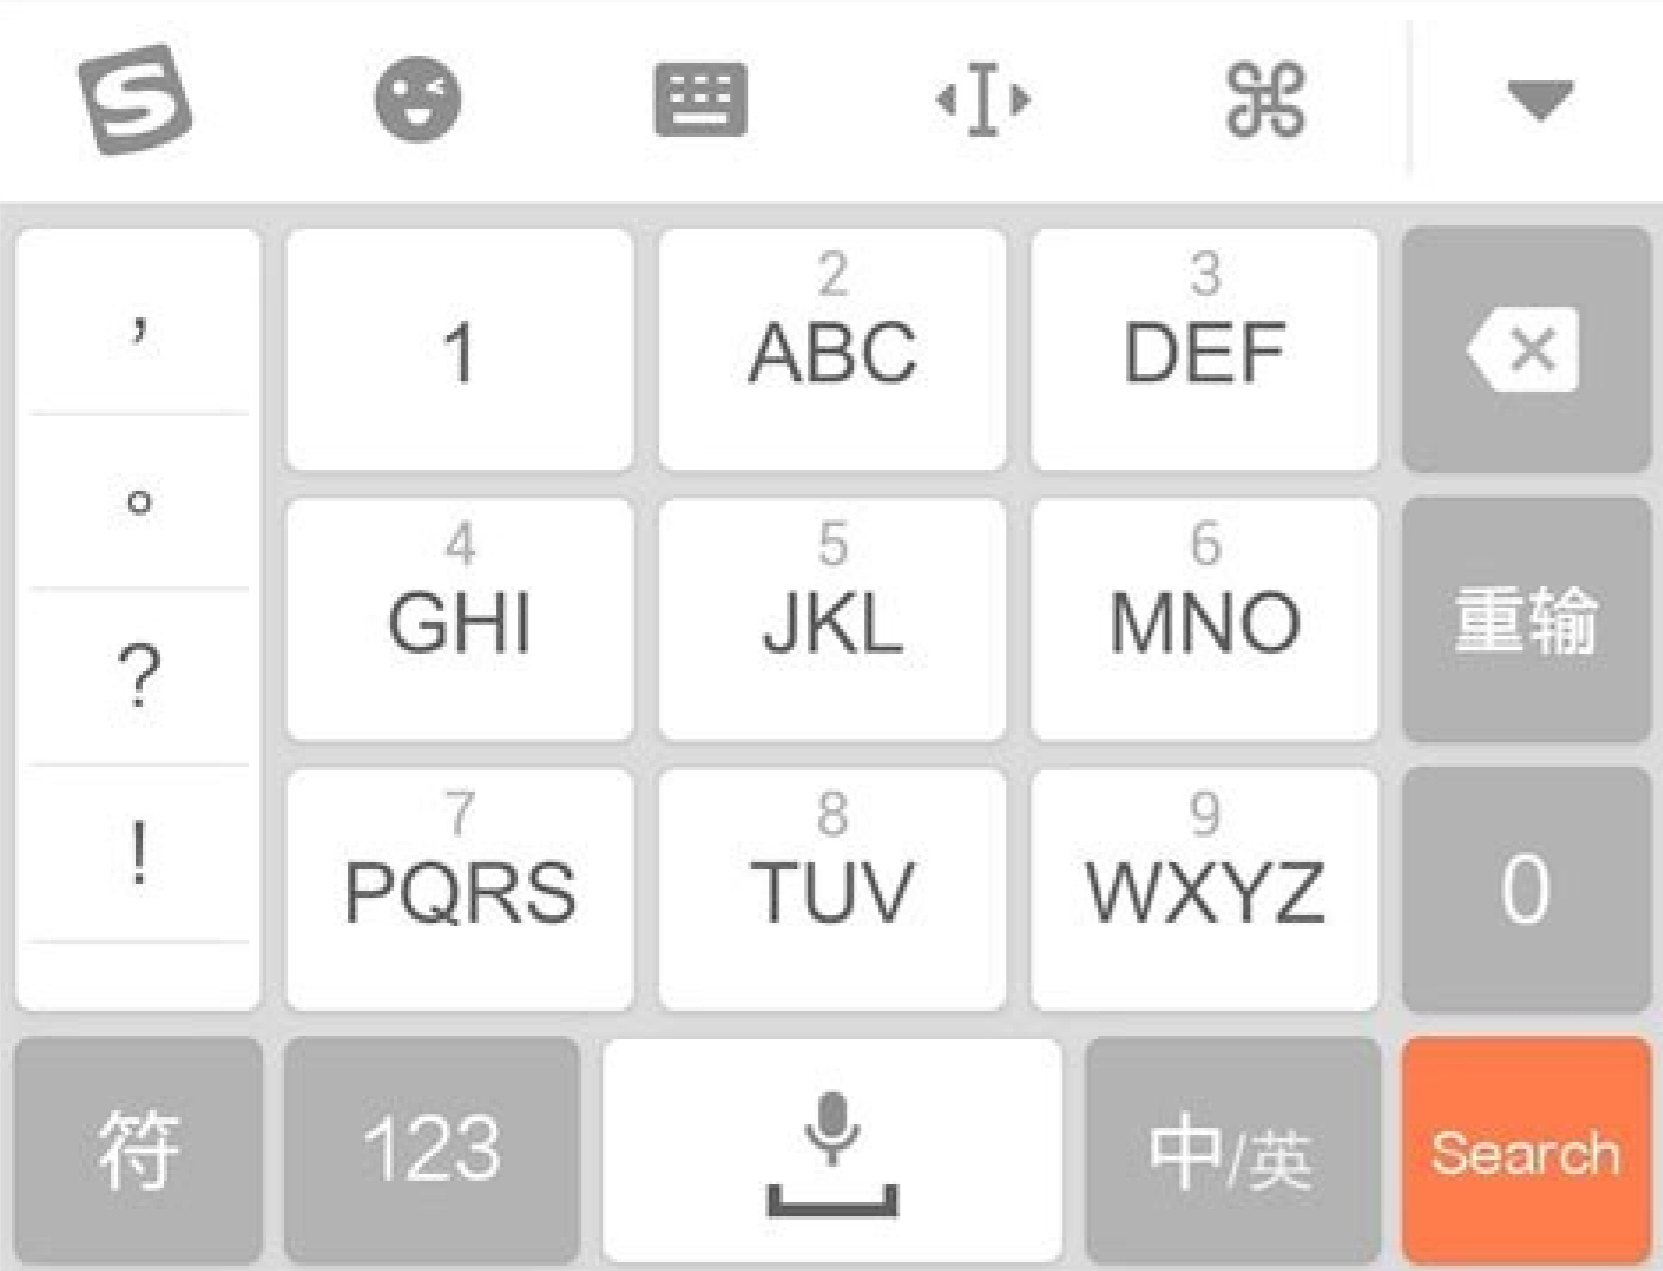 S
,
。
?
!
1
2
ABC
3
DEF
4
GHI
5
JKL
6
MNO
重输
7
PQRS
8
TUV
9
WXYZ
0
符
123
中/英
Search